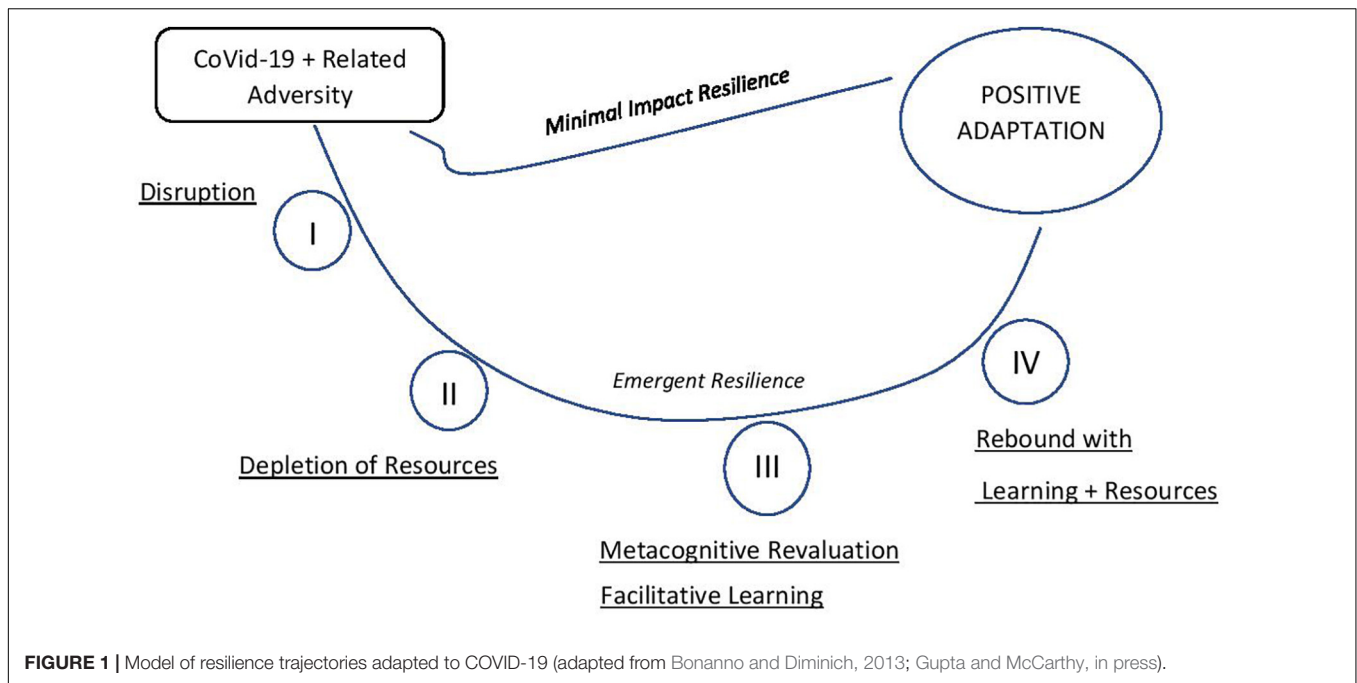 CoVid-19 + Related
Adversity
Minimal Impact Resilience
POSITIVE
ADAPTATION
Disruption
I
II
Emergent Resilience
IV
Depletion of Resources
III
Rebound with
Learning + Resources
Metacognitive Revaluation
Facilitative Learning
FIGURE 1 | Model of resilience trajectories adapted to COVID-19 (adapted from Bonanno and Diminich, 2013; Gupta and McCarthy, in press).